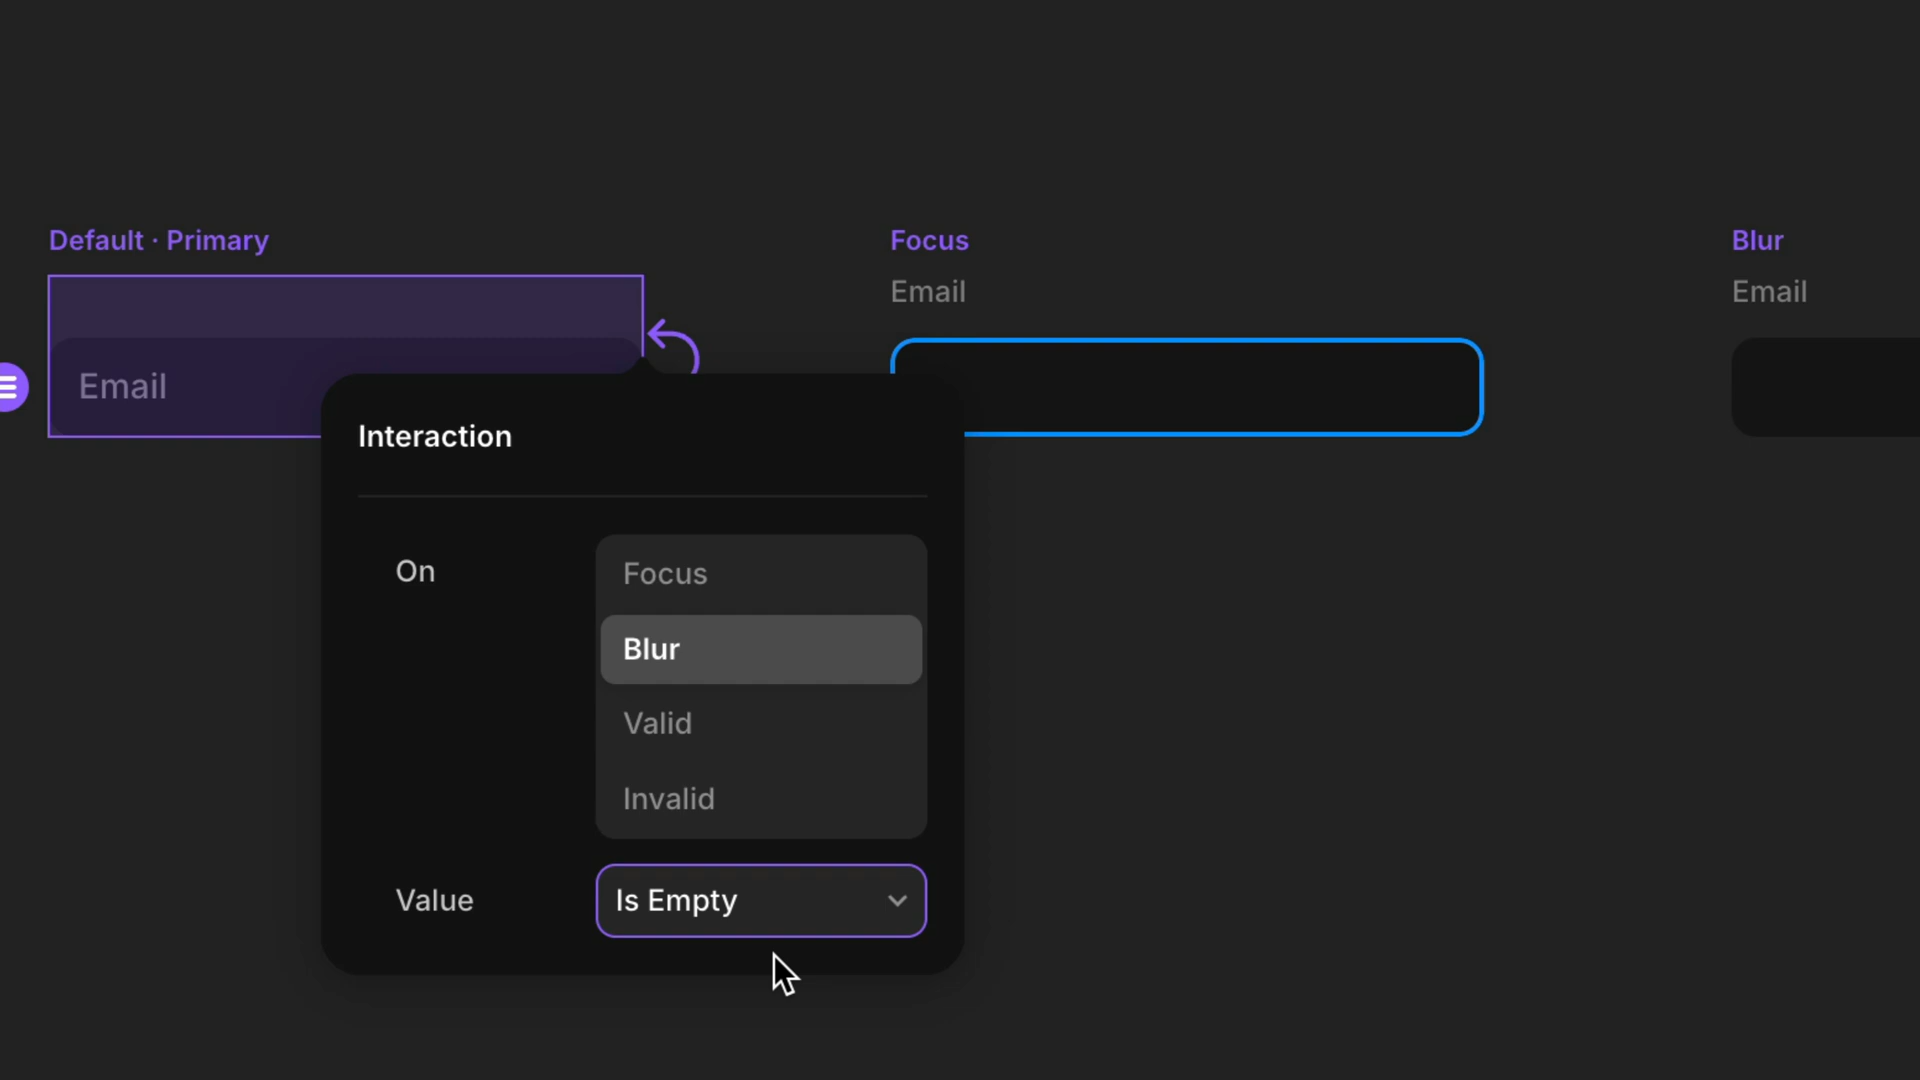 Default · Primary
Email
Focus
Email
Blur
Email
Interaction
On
Focus
Blur
Valid
Invalid
Value
Is Empty